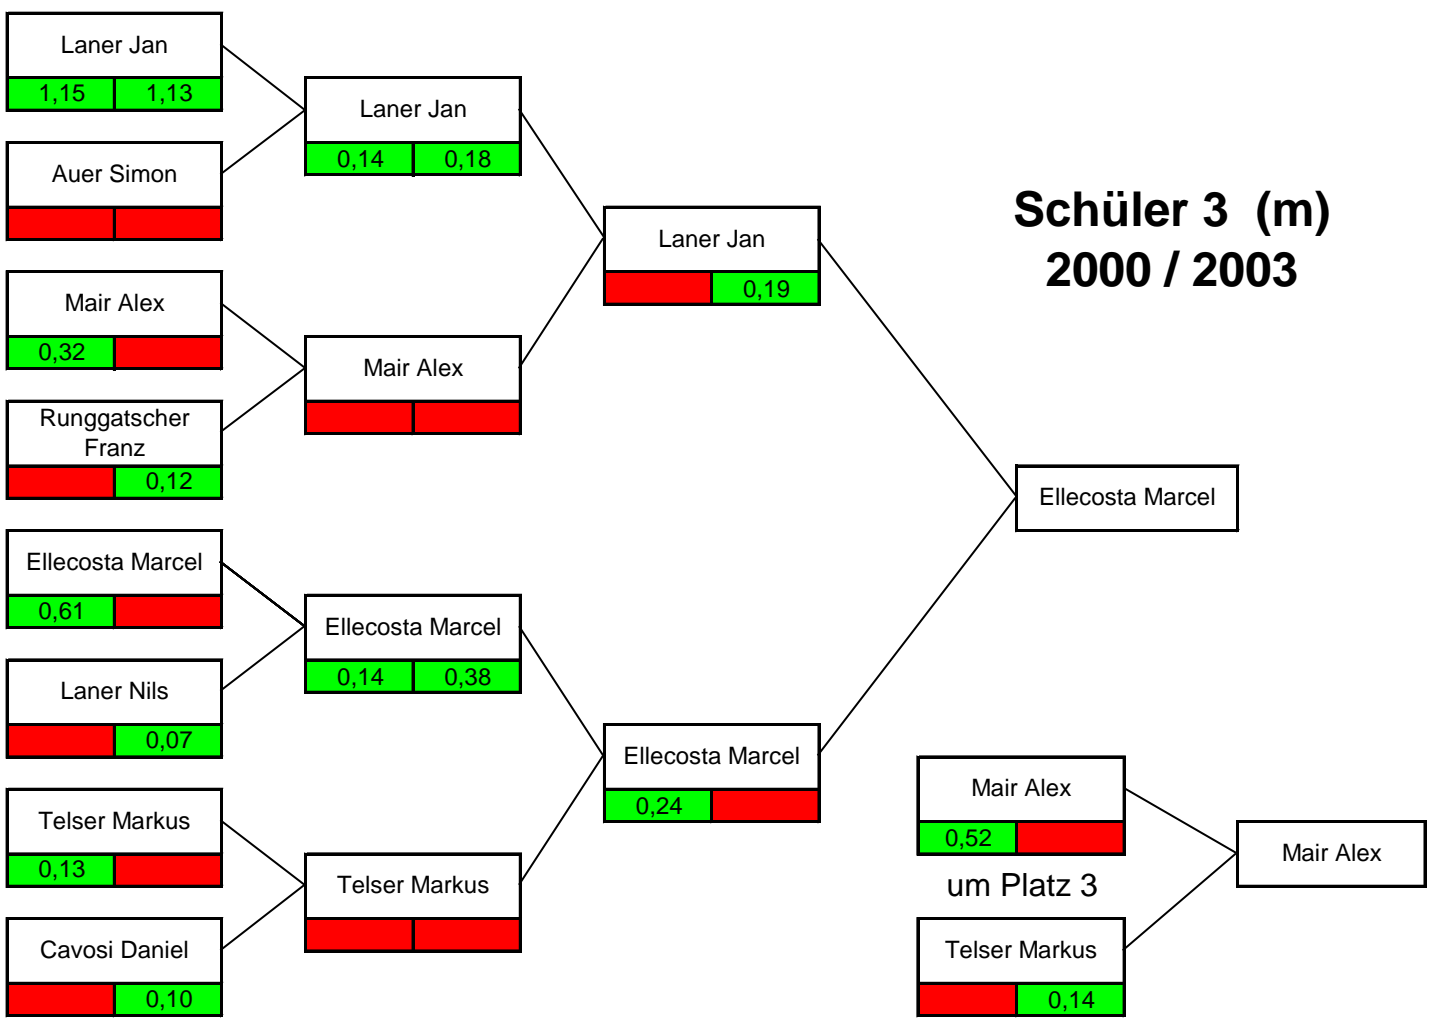 Laner Jan
1,15 1,13
Auer Simon
Mair Alex
0,32
Runggatscher
Franz
0,12
Ellecosta Marcel
0,61
Laner Nils
0,07
Telser Markus
0,13
Cavosi Daniel
0,10
Laner Jan
0,14 0,18
Mair Alex
Ellecosta Marcel
0,14 0,38
Telser Markus
Laner Jan
0,19
Ellecosta Marcel
0,24
Schüler 3 (m)
2000 / 2003
Ellecosta Marcel
Mair Alex
0,52
um Platz 3
Telser Markus
0,14
Mair Alex